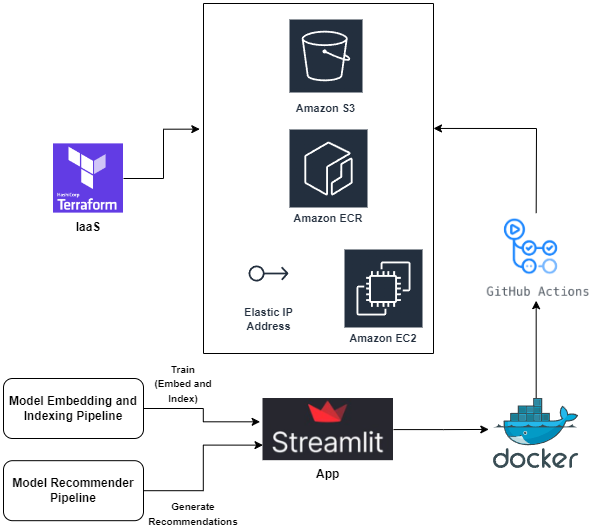 Amazon S3
Amazon ECR
HashiCorp
Terraform
IaaS
Elastic IP
Address
Amazon EC2
GitHub Actions
Train
(Embed and
Index)
Model Embedding and
Indexing Pipeline
Streamlit
App
docker
Model Recommender
Pipeline
Generate
Recommendations